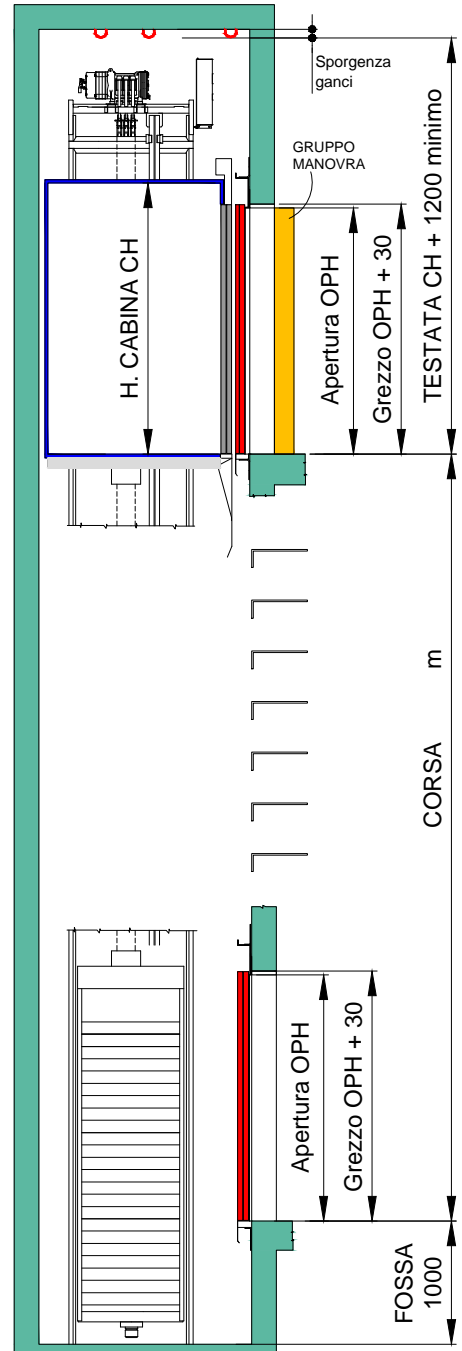 Sporgenza
ganci
GRUPPO
MANOVRA
H. CABINA CH
Apertura OPH
Grezzo OPH + 30
TESTATA CH + 1200 minimo
CORSA m
Apertura OPH
Grezzo OPH + 30
FOSSA
1000